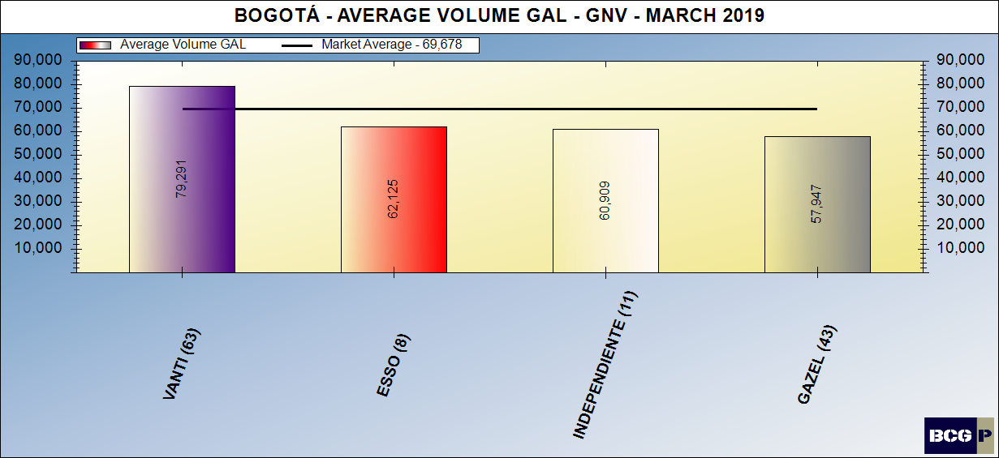 BOGOTÁ - AVERAGE VOLUME GAL - GNV - MARCH 2019
Average Volume GAL Market Average - 69,678
90,000 90,000
80,000 80,000
70,000 70,000
60,000 60,000
50,000 50,000
40,000 40,000
30,000 30,000
20,000 20,000
10,000 10,000
79,291 62,125 60,909 57,947
VANTI (63) ESSO (8) INDEPENDIENTE (11) GAZEL (43)
BCG P